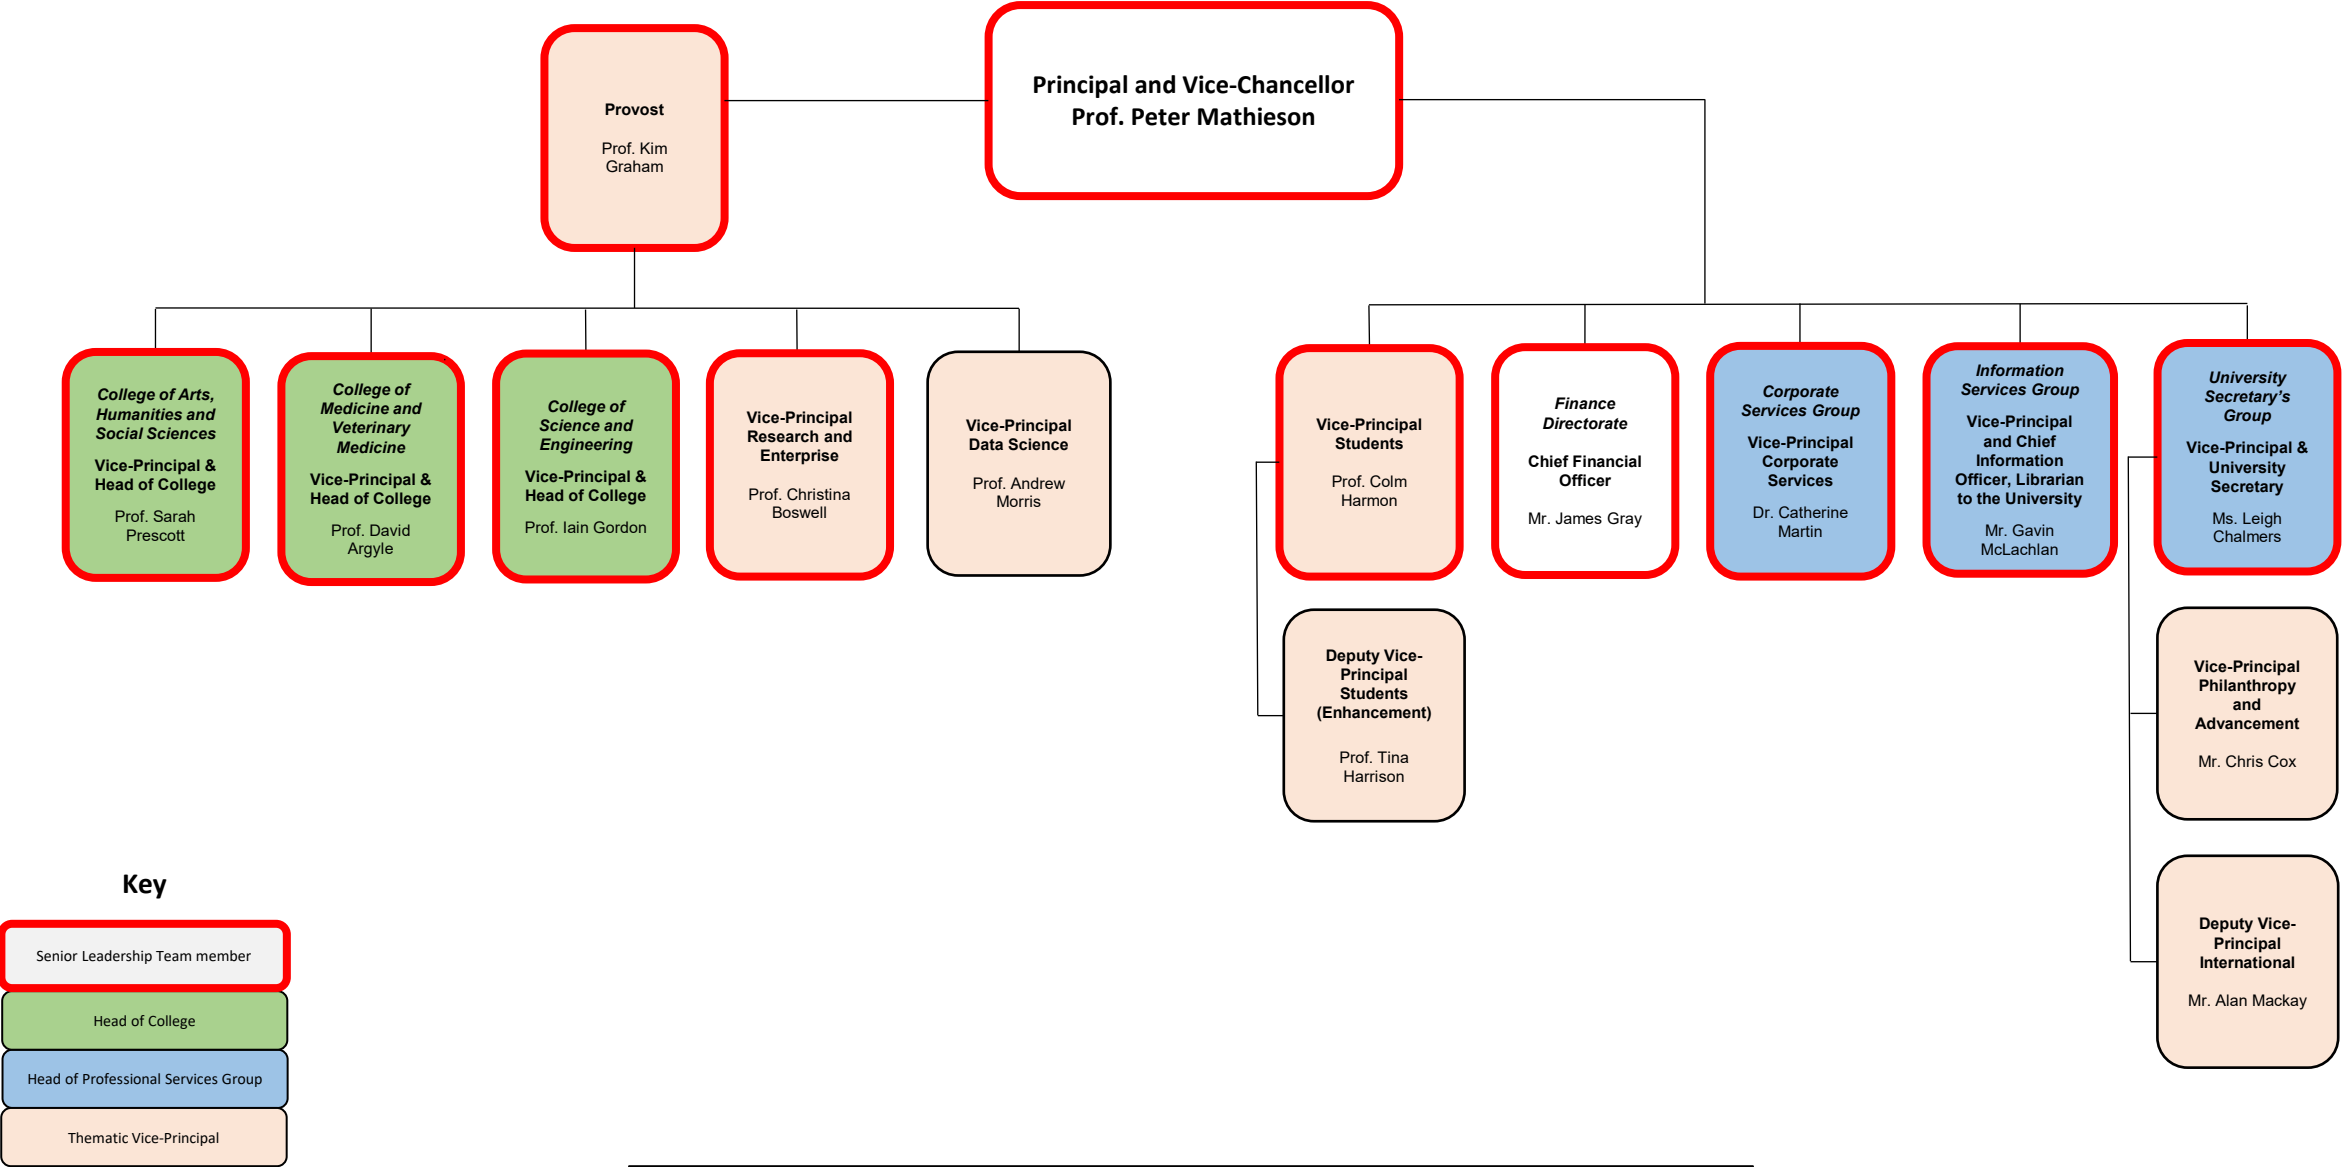 Principal and Vice-Chancellor
Prof. Peter Mathieson
Provost
Prof. Kim
Graham
College of Arts,
Humanities and
Social Sciences
Vice-Principal &
Head of College
Prof. Sarah
Prescott
College of
Medicine and
Veterinary
Medicine
Vice-Principal &
Head of College
Prof. David
Argyle
College of
Science and
Engineering
Vice-Principal &
Head of College
Prof. Iain Gordon
Vice-Principal
Research and
Enterprise
Prof. Christina
Boswell
Vice-Principal
Data Science
Prof. Andrew
Morris
Vice-Principal
Students
Prof. Colm
Harmon
Finance
Directorate
Chief Financial
Officer
Mr. James Gray
Corporate
Services Group
Vice-Principal
Corporate
Services
Dr. Catherine
Martin
Information
Services Group
Vice-Principal
and Chief
Information
Officer, Librarian
to the University
Mr. Gavin
McLachlan
University
Secretary’s
Group
Vice-Principal &
University
Secretary
Ms. Leigh
Chalmers
Deputy Vice-
Principal
Students
(Enhancement)
Prof. Tina
Harrison
Vice-Principal
Philanthropy
and
Advancement
Mr. Chris Cox
Deputy Vice-
Principal
International
Mr. Alan Mackay
Key
Senior Leadership Team member
Head of College
Head of Professional Services Group
Thematic Vice-Principal